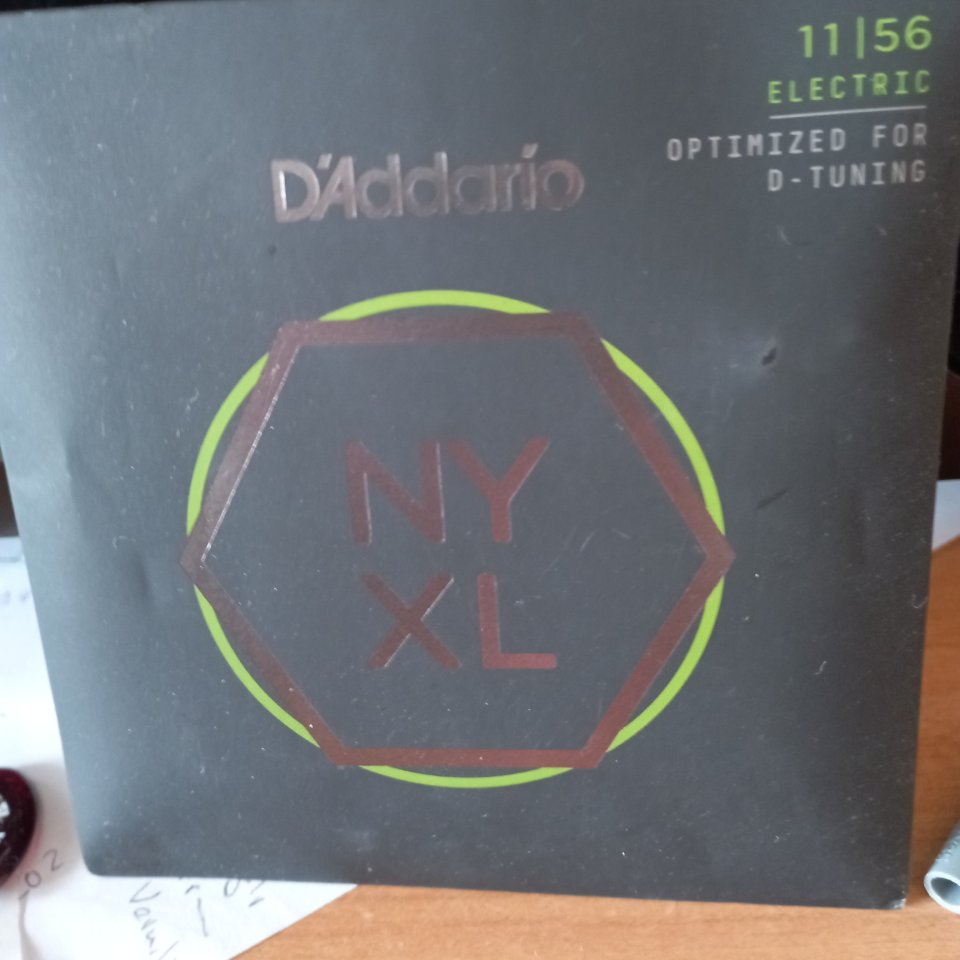 11|56
ELECTRIC
OPTIMIZED FOR
D-TUNING
D'Addario
NY
XL